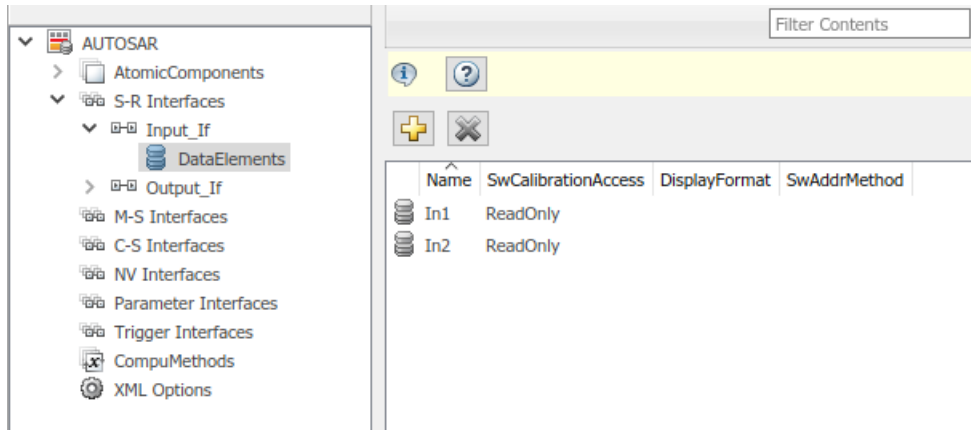 AUTOSAR
AtomicComponents
S-R Interfaces
Input_If
DataElements
Output_If
M-S Interfaces
C-S Interfaces
NV Interfaces
Parameter Interfaces
Trigger Interfaces
CompuMethods
XML Options
Filter Contents
Name SwCalibrationAccess DisplayFormat SwAddrMethod
In1 ReadOnly
In2 ReadOnly